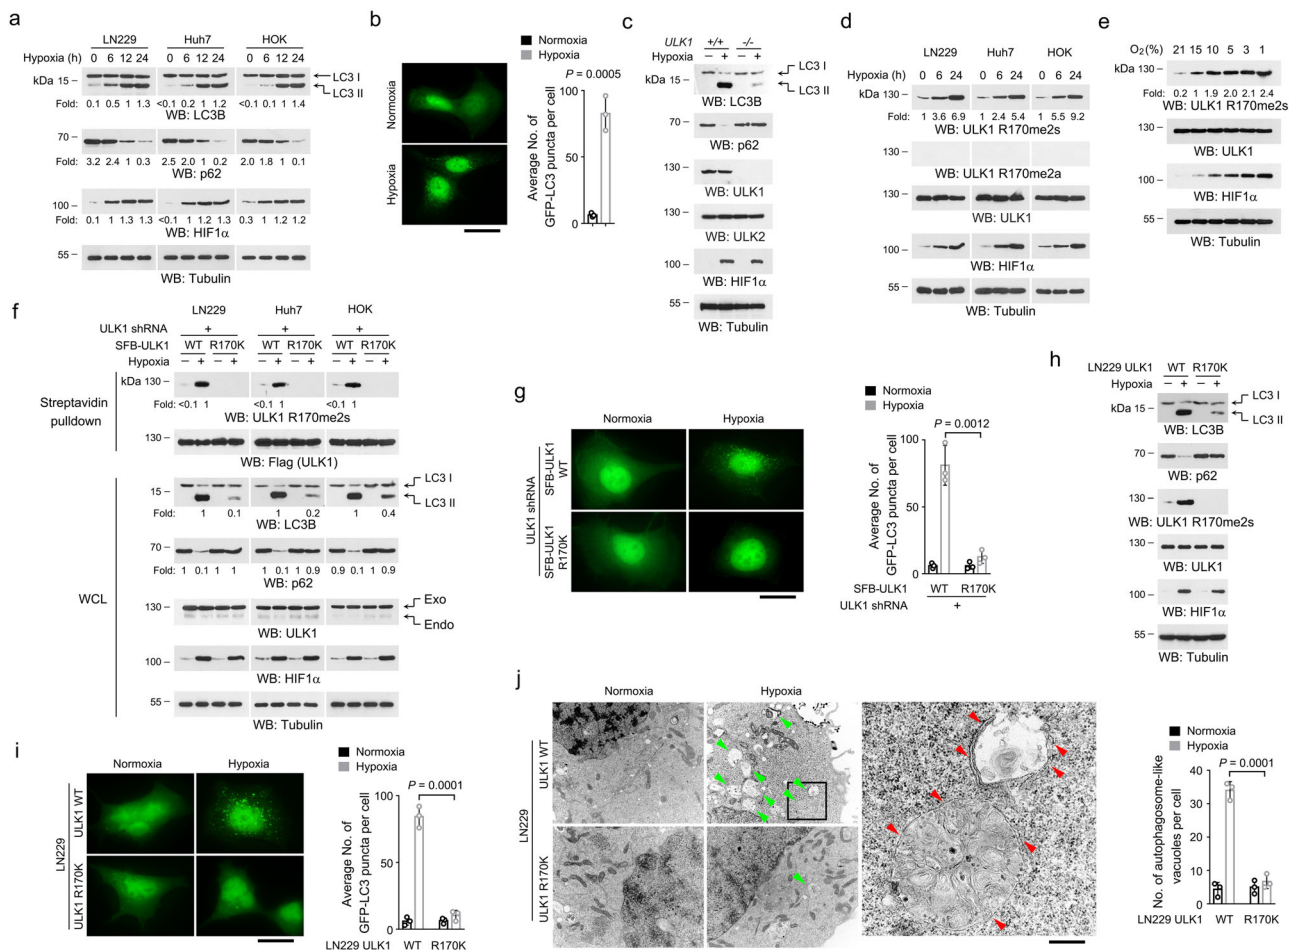 a
LN229 Huh7 HOK
Hypoxia (h) 0 6 12 24 0 6 12 24 0 6 12 24
kDa 15
LC3 I
LC3 II
Fold: 0.1 0.5 1 1.3 <0.1 0.2 1 1.2 <0.1 0.1 1 1.4
WB: LC3B
70
Fold: 3.2 2.4 1 0.3 2.5 2.0 1 0.2 2.0 1.8 1 0.1
WB: p62
100
Fold: 0.1 1 1.3 1.3 <0.1 1 1.2 1.3 0.3 1 1.2 1.2
WB: HIF1α
55
WB: Tubulin
b
Normoxia
Hypoxia
Normoxia
Hypoxia
P = 0.0005
Average No. of
GFP-LC3 puncta per cell
100
50
0
c
ULK1 +/+ -/-
Hypoxia − + − +
kDa 15
LC3 I
LC3 II
WB: LC3B
70
WB: p62
130
WB: ULK1
130
WB: ULK2
100
WB: HIF1α
55
WB: Tubulin
d
LN229 Huh7 HOK
Hypoxia (h) 0 6 24 0 6 24 0 6 24
kDa 130
Fold: 1 3.6 6.9 1 2.4 5.4 1 5.5 9.2
WB: ULK1 R170me2s
WB: ULK1 R170me2a
130
WB: ULK1
100
WB: HIF1α
55
WB: Tubulin
e
O2(%) 21 15 10 5 3 1
kDa 130
Fold: 0.2 1 1.9 2.0 2.1 2.4
WB: ULK1 R170me2s
130
WB: ULK1
100
WB: HIF1α
55
WB: Tubulin
f
LN229 Huh7 HOK
ULK1 shRNA + + +
SFB-ULK1 WT R170K WT R170K WT R170K
Hypoxia − + − + − + − + − + − +
Streptavidin
pulldown
kDa 130
Fold: <0.1 1 <0.1 1 <0.1 1
WB: ULK1 R170me2s
130
WB: Flag (ULK1)
WCL
15
LC3 I
LC3 II
Fold: 1 0.1 1 0.2 1 0.4
WB: LC3B
70
Fold: 1 0.1 1 1 1 0.1 1 0.9 0.9 0.1 1 0.9
WB: p62
130
Exo
Endo
WB: ULK1
100
WB: HIF1α
55
WB: Tubulin
g
Normoxia Hypoxia
ULK1 shRNA
SFB-ULK1
WT
SFB-ULK1
R170K
Normoxia
Hypoxia
P = 0.0012
Average No. of
GFP-LC3 puncta per cell
100
50
0
SFB-ULK1 WT R170K
ULK1 shRNA +
h
LN229 ULK1 WT R170K
Hypoxia − + − +
kDa 15
LC3 I
LC3 II
WB: LC3B
70
WB: p62
130
WB: ULK1 R170me2s
130
WB: ULK1
100
WB: HIF1α
55
WB: Tubulin
i
Normoxia Hypoxia
LN229
ULK1 WT
ULK1 R170K
Normoxia
Hypoxia
P = 0.0001
Average No. of
GFP-LC3 puncta per cell
100
50
0
LN229 ULK1 WT R170K
j
Normoxia Hypoxia
LN229
ULK1 WT
ULK1 R170K
Normoxia
Hypoxia
P = 0.0001
No. of autophagosome-like
vacuoles per cell
40
30
20
10
0
LN229 ULK1 WT R170K